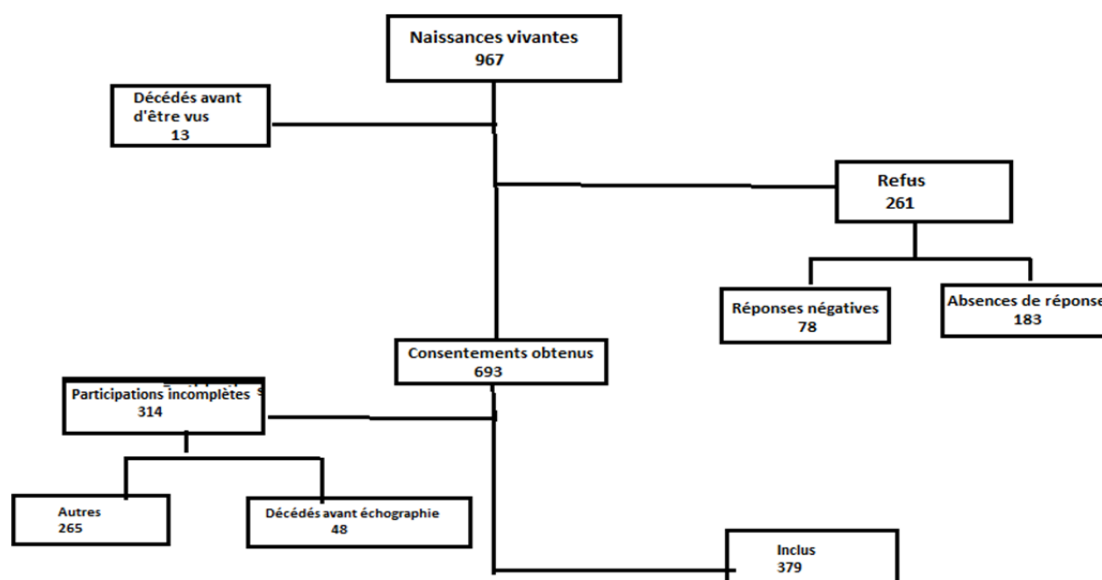 Naissances vivantes
967
Décédés avant
d'être vus
13
Refus
261
Réponses négatives
78
Absences de réponse
183
Consentements obtenus
693
Participations incomplètes
314
Autres
265
Décédés avant échographie
48
Inclus
379